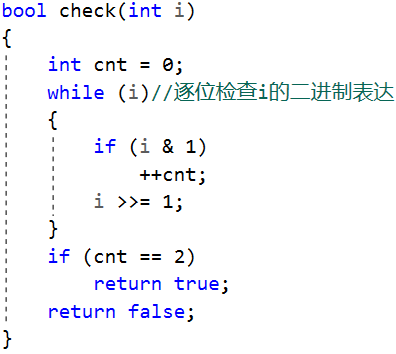 bool check(int i)
{
    int cnt = 0;
    while (i)//逐位检查i的二进制表达
    {
        if (i & 1)
            ++cnt;
        i >>= 1;
    }
    if (cnt == 2)
        return true;
    return false;
}